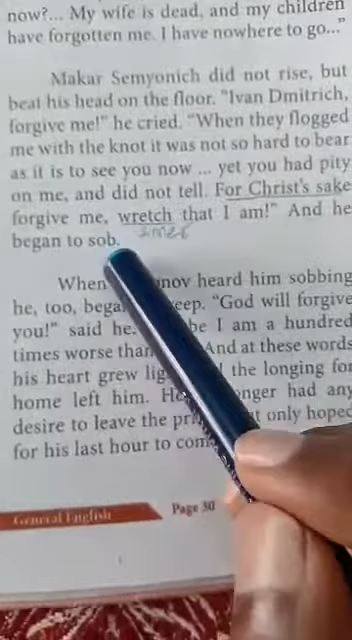 now?... My wife is dead, and my children
have forgotten me. I have nowhere to go..."
Makar Semyonich did not rise, but
beat his head on the floor. "Ivan Dmitrich,
forgive me!" he cried. "When they flogged
me with the knot it was not so hard to bear
as it is to see you now ... yet you had pity
on me, and did not tell. For Christ's sake
forgive me, wretch that I am!" And he
began to sob.
When nov heard him sobbing
he, too, bega eep. "God will forgive
you!" said he. be I am a hundred
times worse than And at these words
his heart grew lig the longing for
home left him. He nger had any
desire to leave the pri t only hoped
for his last hour to com
General English
Page 30